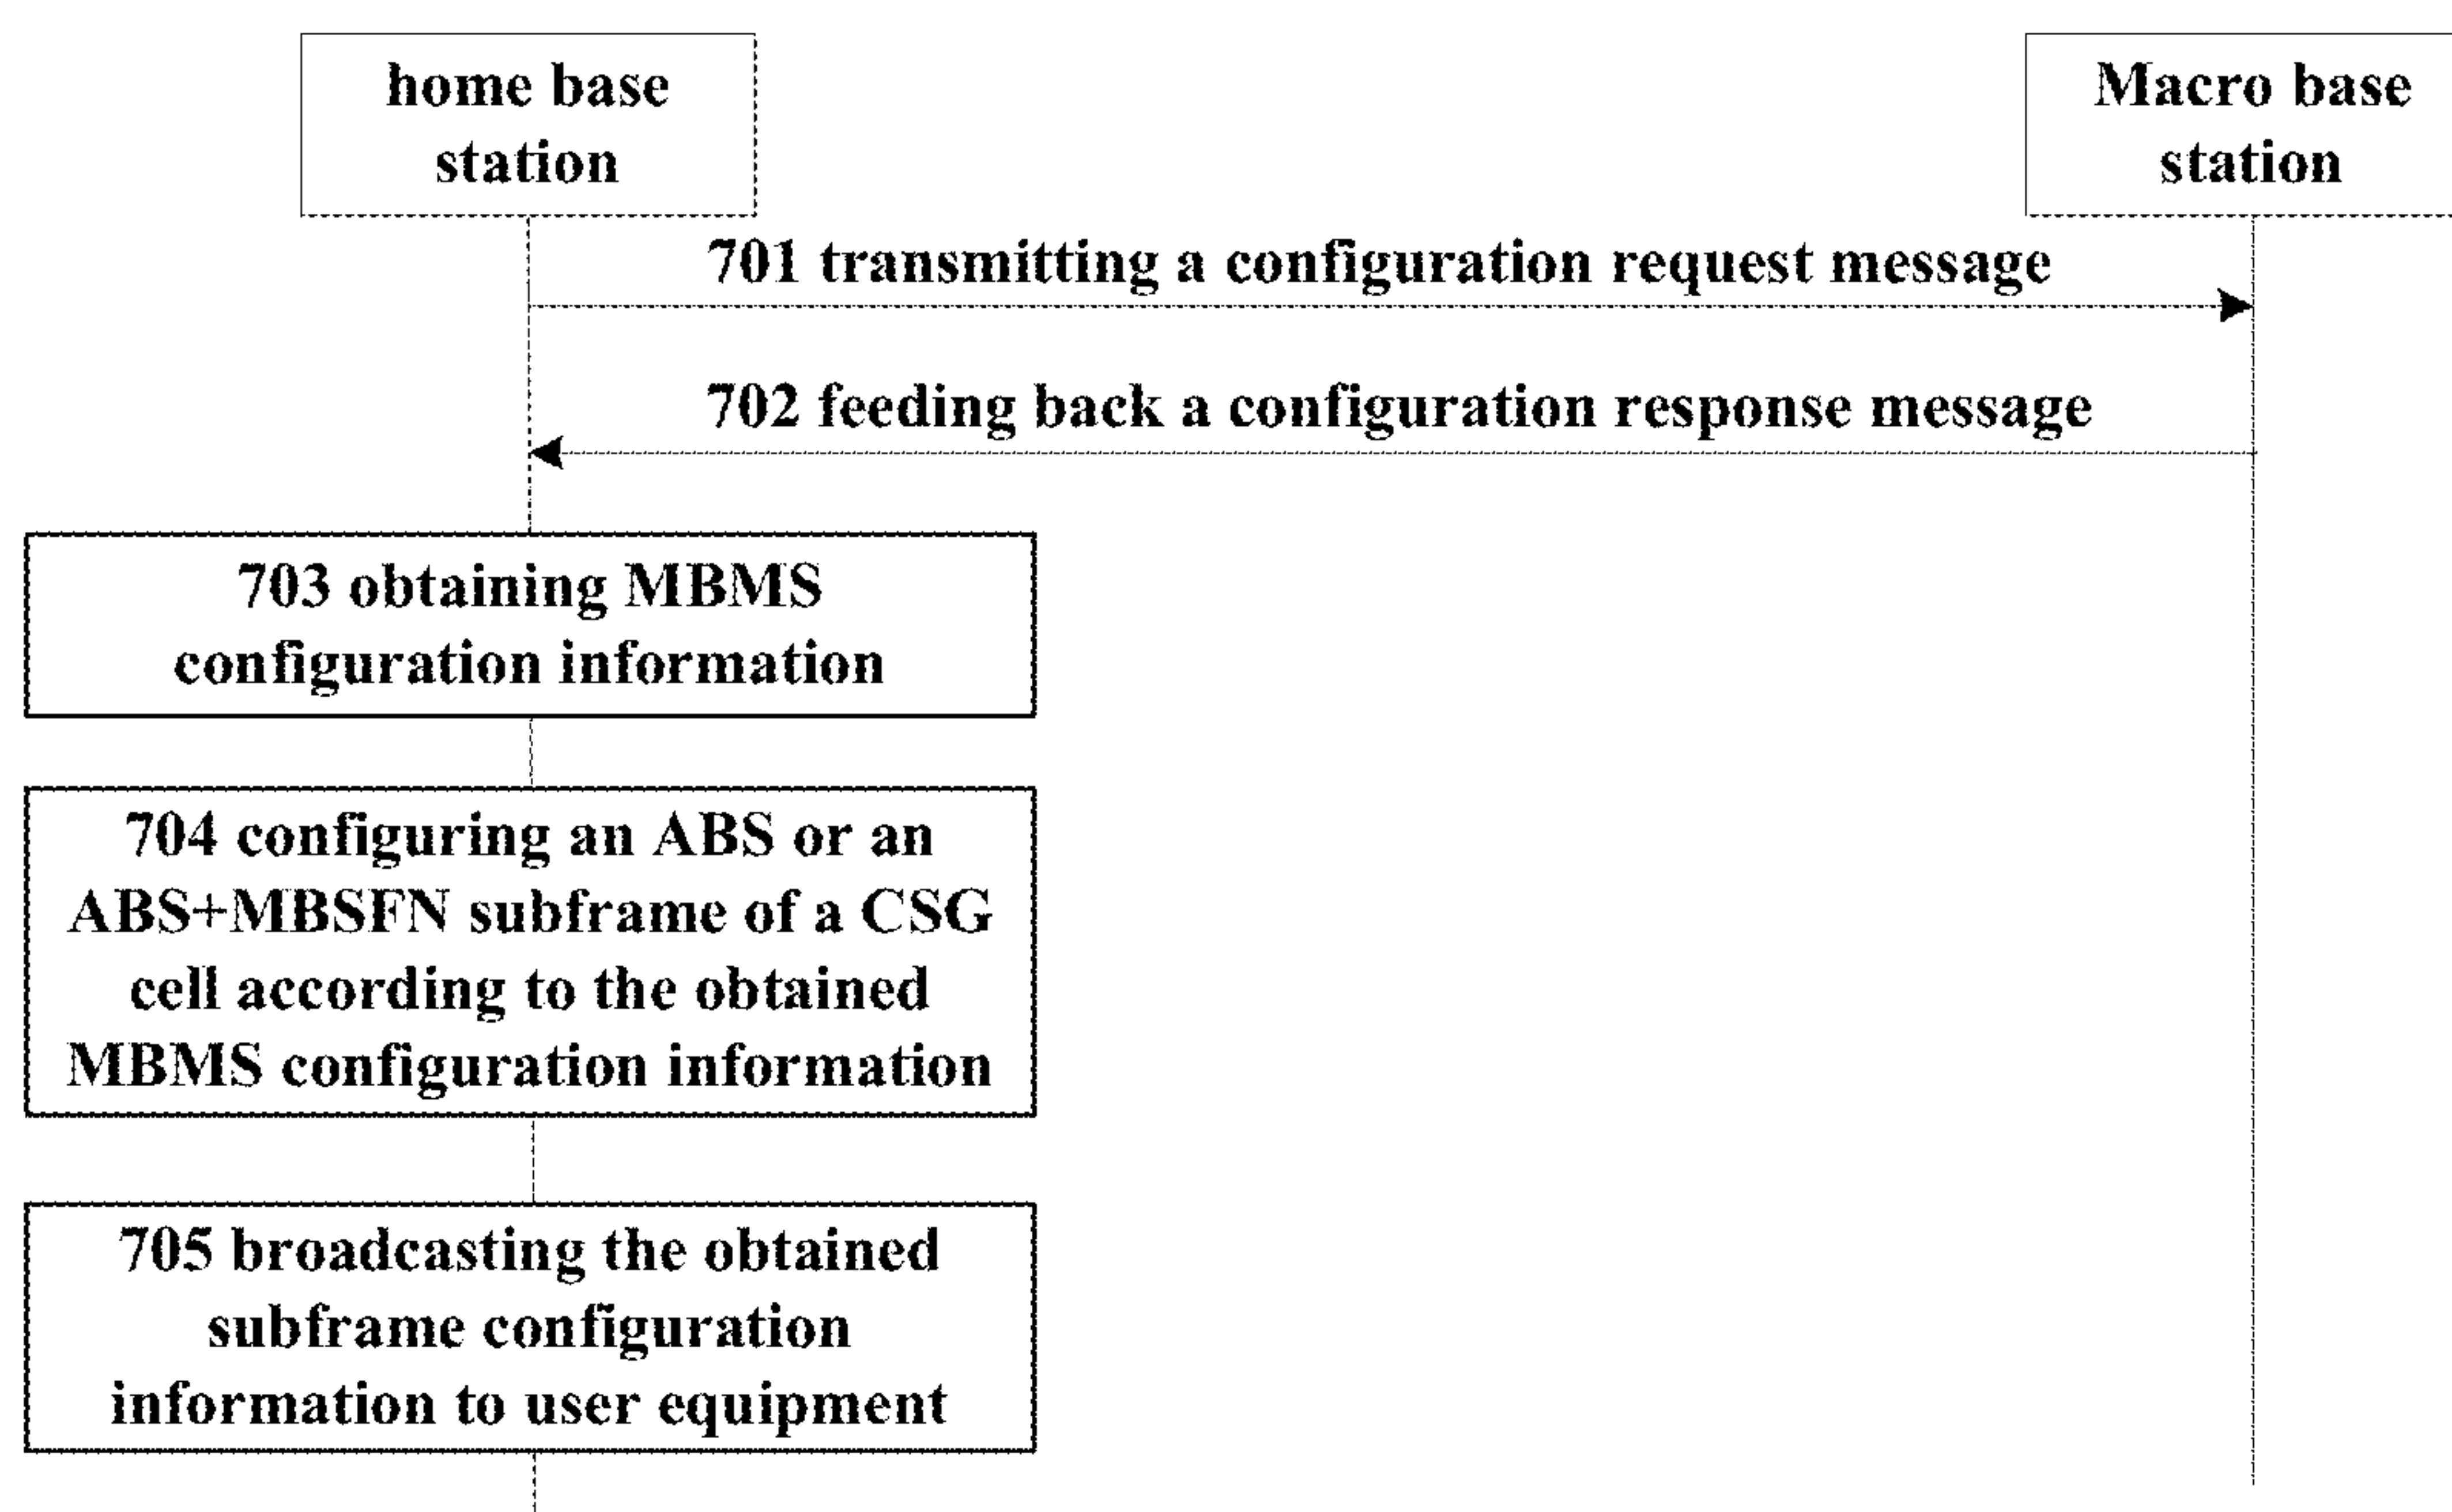 home base
station
Macro base
station
701 transmitting a configuration request message
702 feeding back a configuration response message
703 obtaining MBMS
configuration information
704 configuring an ABS or an
ABS+MBSFN subframe of a CSG
cell according to the obtained
MBMS configuration information
705 broadcasting the obtained
subframe configuration
information to user equipment